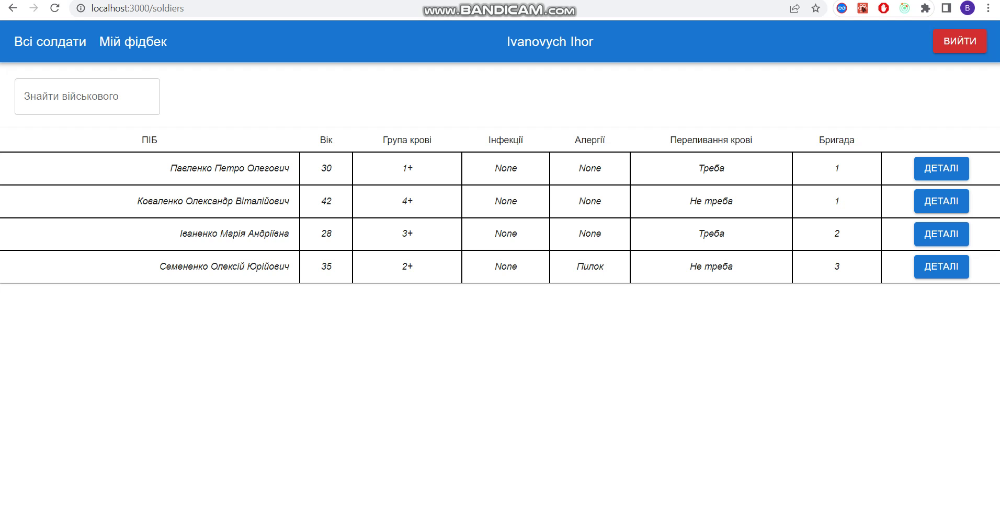 localhost:3000/soldiers
www.BANDICAM.com
B
Всі солдати Мій фідбек Ivanovych Ihor ВИЙТИ
Знайти військового
ПІБ Вік Група крові Інфекції Алергії Переливання крові Бригада
Павленко Петро Олегович 30 1+ None None Треба 1 ДЕТАЛІ
Коваленко Олександр Віталійович 42 4+ None None Не треба 1 ДЕТАЛІ
Іваненко Марія Андріївна 28 3+ None None Треба 2 ДЕТАЛІ
Семененко Олексій Юрійович 35 2+ None Пилок Не треба 3 ДЕТАЛІ